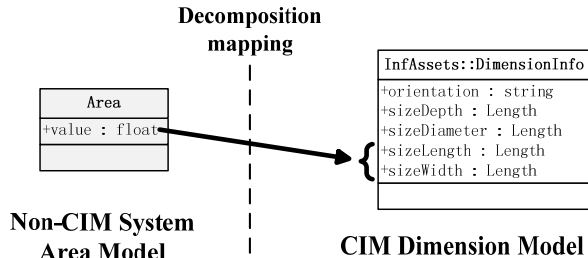 Decomposition
mapping
Area
+value : float
InfAssets::DimensionInfo
+orientation : string
+sizeDepth : Length
+sizeDiameter : Length
+sizeLength : Length
+sizeWidth : Length
Non-CIM System
Area Model
CIM Dimension Model